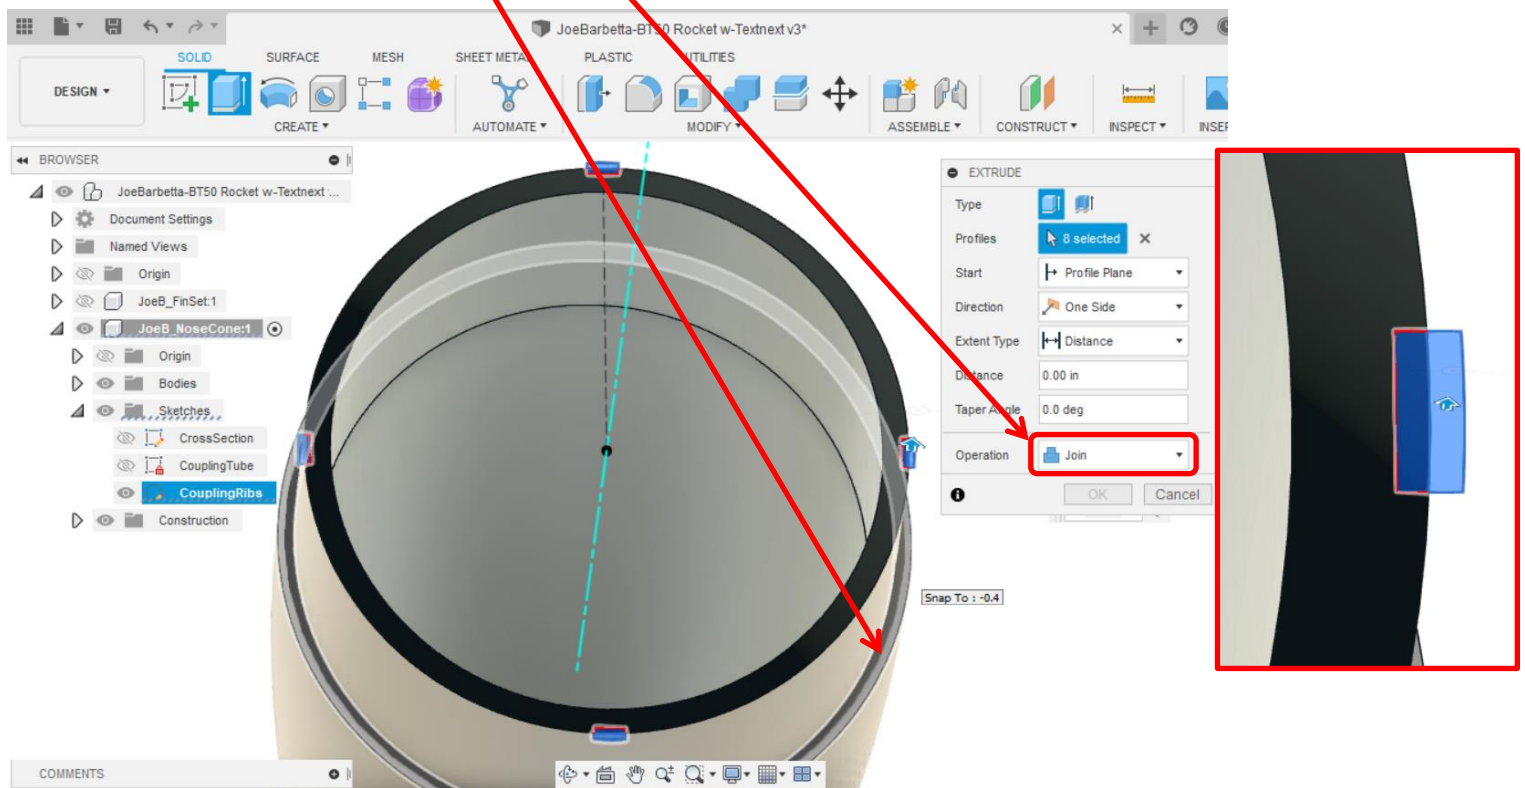 JoeBarbetta-BT50 Rocket w-Textnext v3*
SOLID SURFACE MESH SHEET METAL PLASTIC UTILITIES
DESIGN
CREATE AUTOMATE MODIFY ASSEMBLE CONSTRUCT INSPECT INSER
BROWSER
JoeBarbetta-BT50 Rocket w-Textnext ...
Document Settings
Named Views
Origin
JoeB_FinSet:1
JoeB_NoseCone:1
Origin
Bodies
Sketches
CrossSection
CouplingTube
CouplingRibs
Construction
EXTRUDE
Type
Profiles 8 selected
Start Profile Plane
Direction One Side
Extent Type Distance
Distance 0.00 in
Taper Angle 0.0 deg
Operation Join
OK Cancel
Snap To : -0.4
COMMENTS